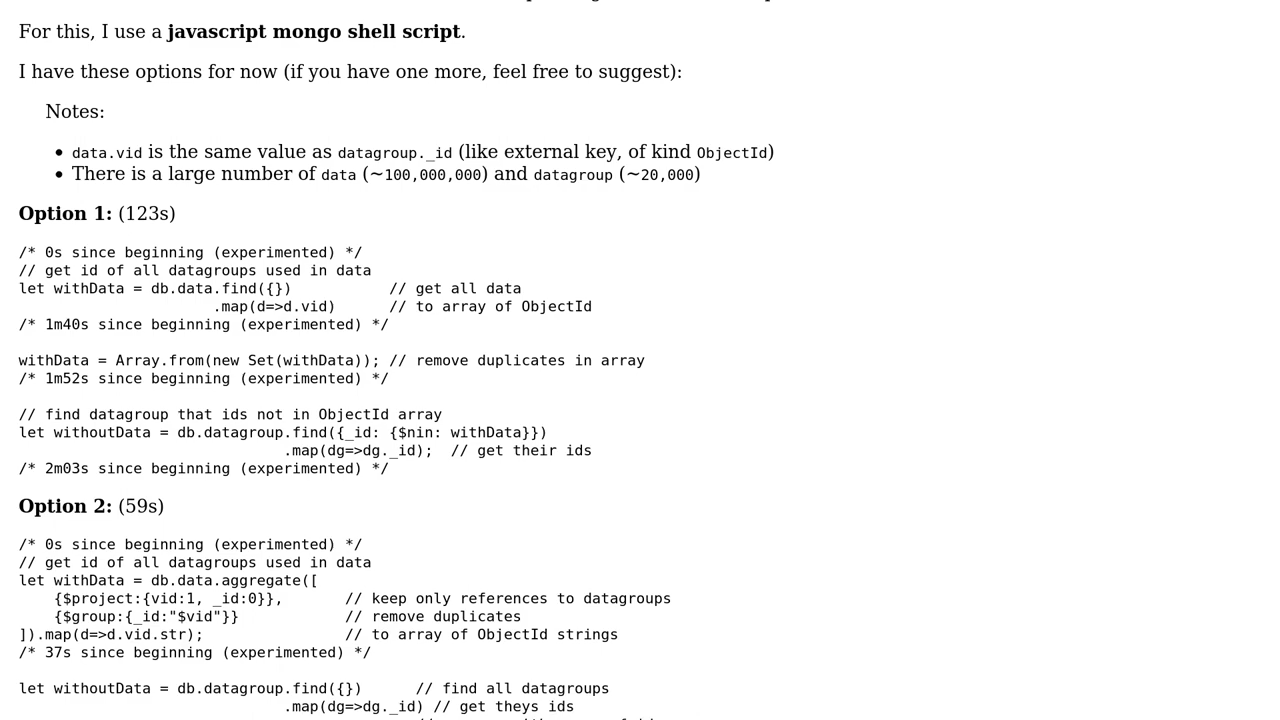 For this, I use a javascript mongo shell script.
I have these options for now (if you have one more, feel free to suggest):
Notes:
• data.vid is the same value as datagroup._id (like external key, of kind ObjectId)
• There is a large number of data (~100,000,000) and datagroup (~20,000)
Option 1: (123s)
/* 0s since beginning (experimented) */
// get id of all datagroups used in data
let withData = db.data.find({})           // get all data
                      .map(d=>d.vid)      // to array of ObjectId
/* 1m40s since beginning (experimented) */
withData = Array.from(new Set(withData)); // remove duplicates in array
/* 1m52s since beginning (experimented) */
// find datagroup that ids not in ObjectId array
let withoutData = db.datagroup.find({_id: {$nin: withData}})
                              .map(dg=>dg._id);  // get their ids
/* 2m03s since beginning (experimented) */
Option 2: (59s)
/* 0s since beginning (experimented) */
// get id of all datagroups used in data
let withData = db.data.aggregate([
    {$project:{vid:1, _id:0}},       // keep only references to datagroups
    {$group:{_id:"$vid"}}            // remove duplicates
]).map(d=>d.vid.str);                // to array of ObjectId strings
/* 37s since beginning (experimented) */
let withoutData = db.datagroup.find({})      // find all datagroups
                              .map(dg=>dg._id) // get theys ids